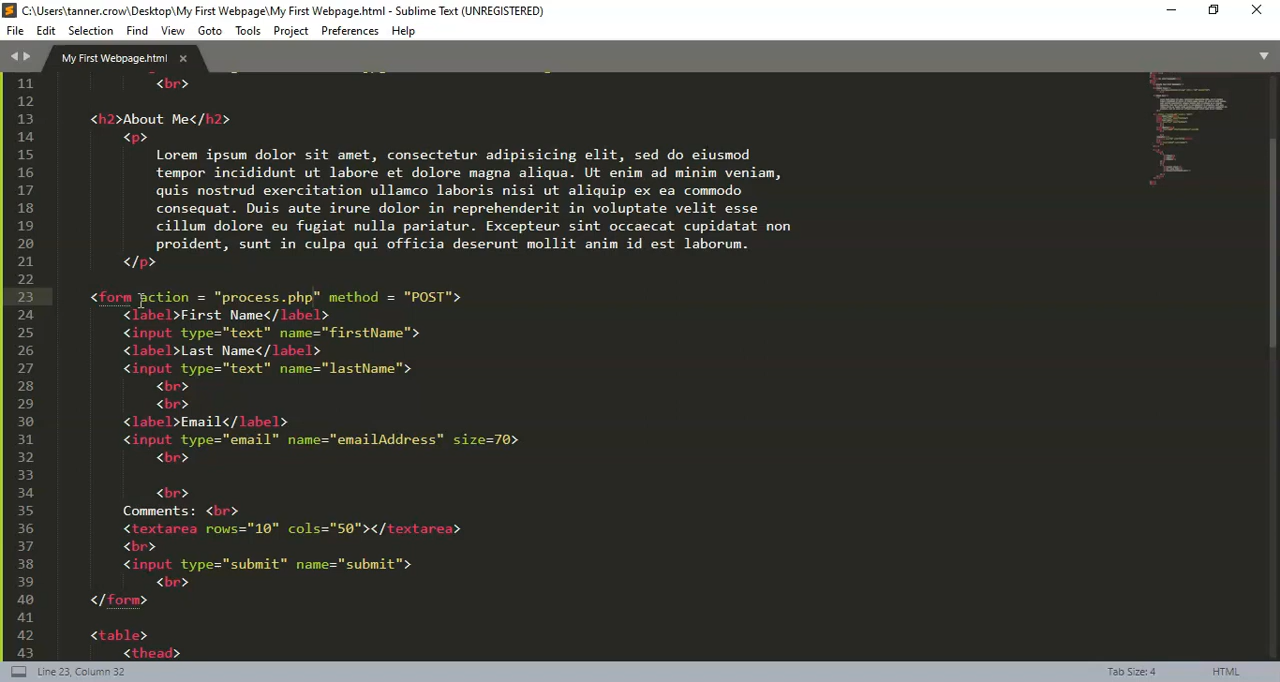 C:\Users\tanner.crow\Desktop\My First Webpage\My First Webpage.html - Sublime Text (UNREGISTERED)
File Edit Selection Find View Goto Tools Project Preferences Help
My First Webpage.html
11 <br>
12
13 <h2>About Me</h2>
14 <p>
15 Lorem ipsum dolor sit amet, consectetur adipisicing elit, sed do eiusmod
16 tempor incididunt ut labore et dolore magna aliqua. Ut enim ad minim veniam,
17 quis nostrud exercitation ullamco laboris nisi ut aliquip ex ea commodo
18 consequat. Duis aute irure dolor in reprehenderit in voluptate velit esse
19 cillum dolore eu fugiat nulla pariatur. Excepteur sint occaecat cupidatat non
20 proident, sunt in culpa qui officia deserunt mollit anim id est laborum.
21 </p>
22
23 <form action = "process.php" method = "POST">
24 <label>First Name</label>
25 <input type="text" name="firstName">
26 <label>Last Name</label>
27 <input type="text" name="lastName">
28 <br>
29 <br>
30 <label>Email</label>
31 <input type="email" name="emailAddress" size=70>
32 <br>
33
34 <br>
35 Comments: <br>
36 <textarea rows="10" cols="50"></textarea>
37 <br>
38 <input type="submit" name="submit">
39 <br>
40 </form>
41
42 <table>
43 <thead>
Line 23, Column 32 Tab Size: 4 HTML